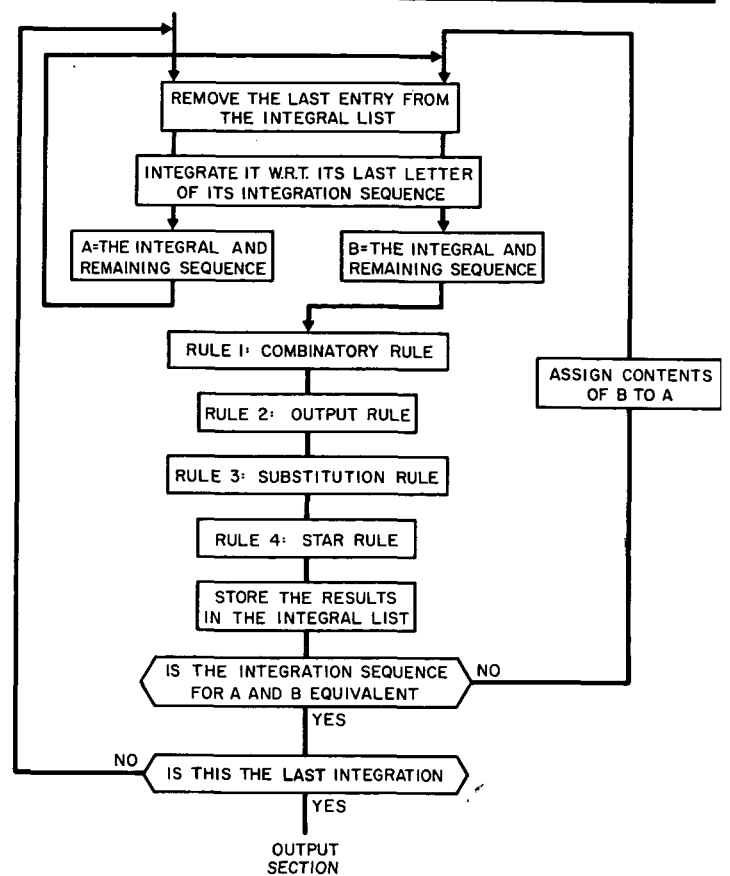 REMOVE THE LAST ENTRY FROM
THE INTEGRAL LIST
INTEGRATE IT W.R.T. ITS LAST LETTER
OF ITS INTEGRATION SEQUENCE
A=THE INTEGRAL AND
REMAINING SEQUENCE
B=THE INTEGRAL AND
REMAINING SEQUENCE
RULE 1: COMBINATORY RULE
ASSIGN CONTENTS
OF B TO A
RULE 2: OUTPUT RULE
RULE 3: SUBSTITUTION RULE
RULE 4: STAR RULE
STORE THE RESULTS
IN THE INTEGRAL LIST
IS THE INTEGRATION SEQUENCE
FOR A AND B EQUIVALENT
NO
YES
NO
IS THIS THE LAST INTEGRATION
YES
OUTPUT
SECTION